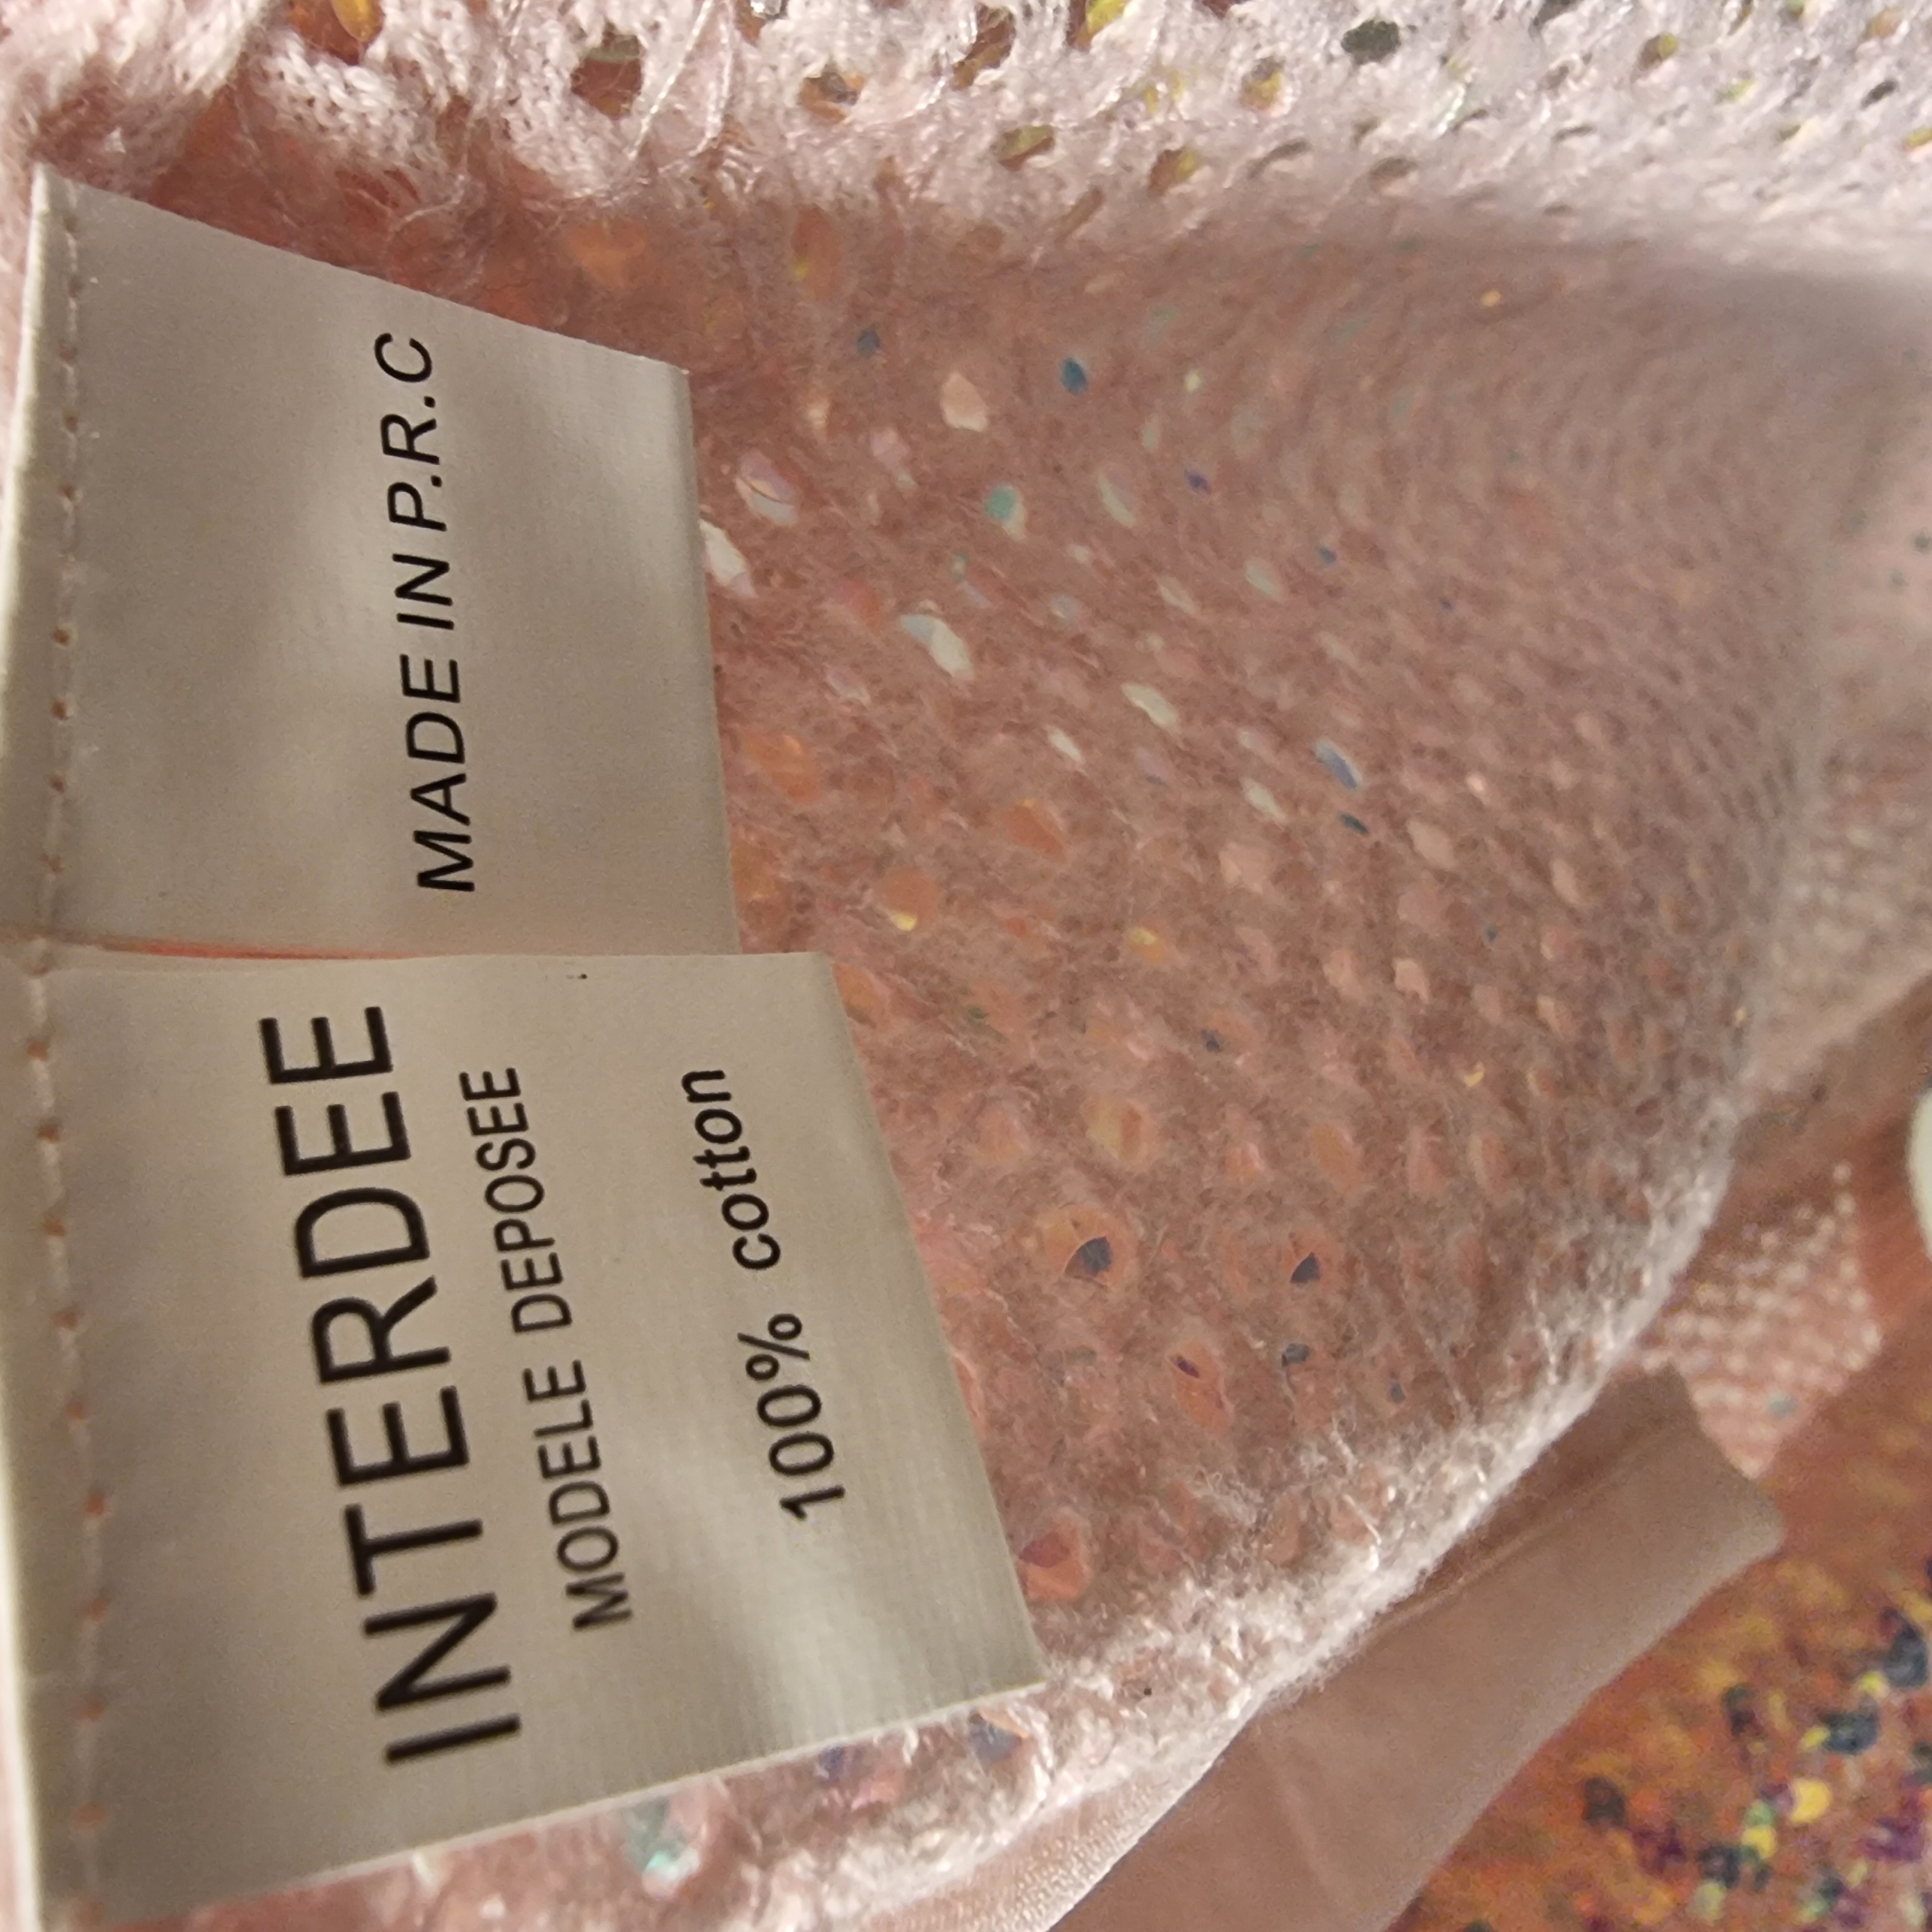 INTERDEE
MODELE DEPOSEE
100% cotton
MADE IN P.R.C